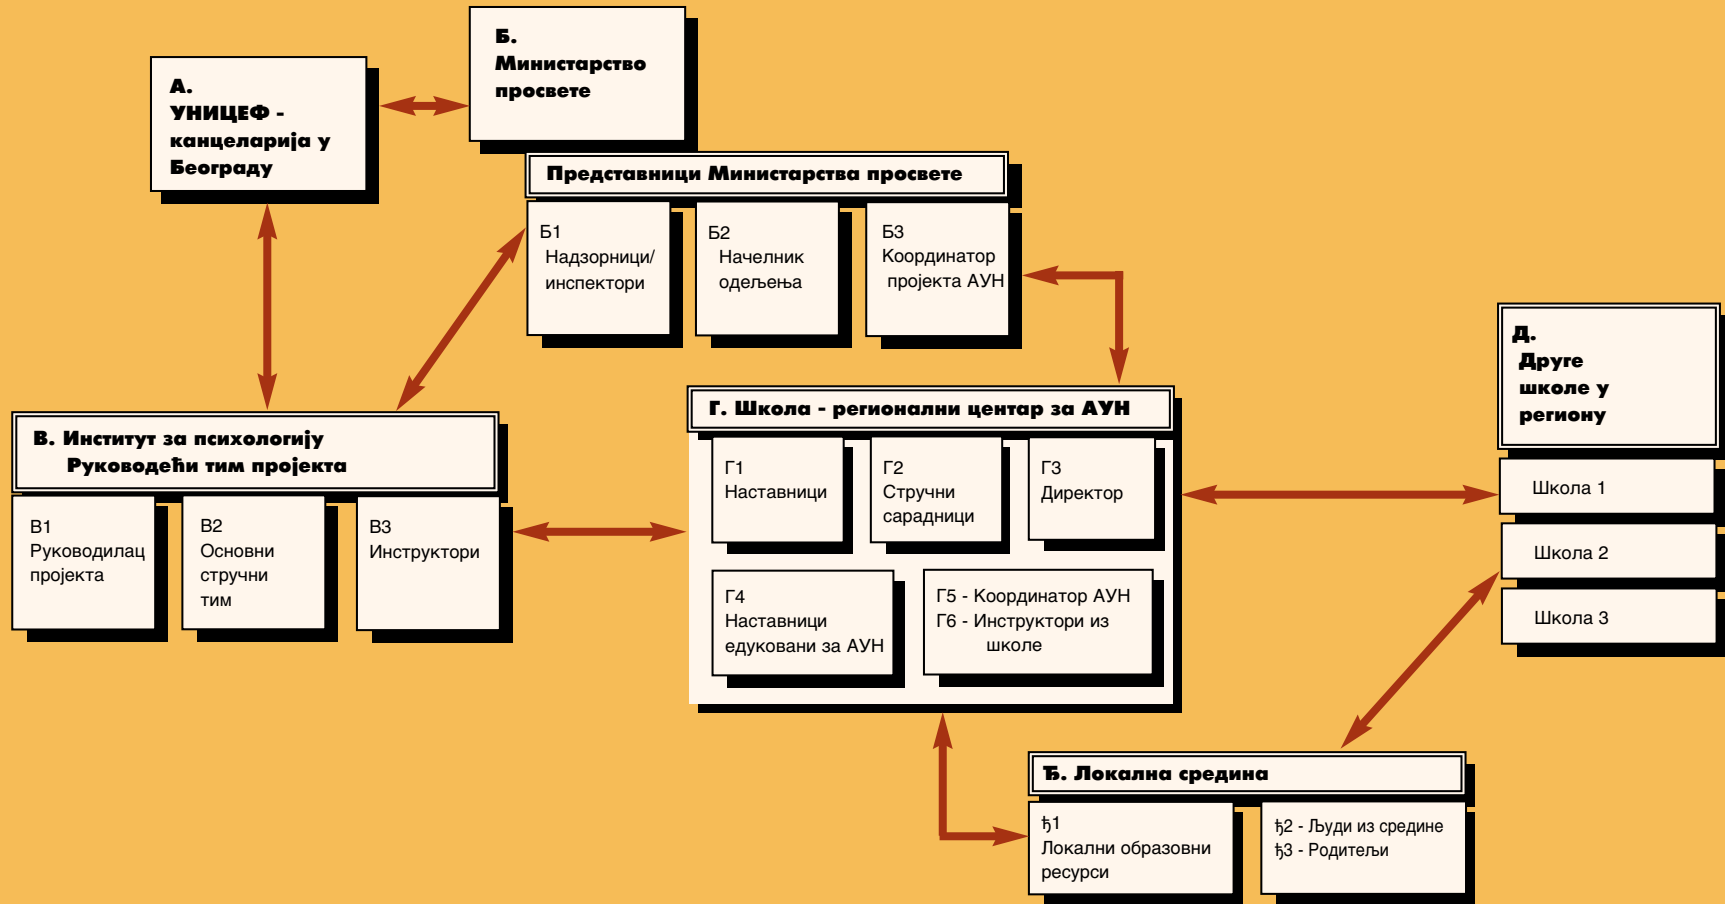 А.
УНИЦЕФ -
канцеларија у
Београду
Б.
Министарство
просвете
Представници Министарства просвете
Б1
Надзорници/
инспектори
Б2
Начелник
одељења
Б3
Координатор
пројекта АУН
В. Институт за психологију
Руководећи тим пројекта
В1
Руководилац
пројекта
В2
Основни
стручни
тим
В3
Инструктори
Г. Школа - регионални центар за АУН
Г1
Наставници
Г2
Стручни
сарадници
Г3
Директор
Г4
Наставници
едуковани за АУН
Г5 - Координатор АУН
Г6 - Инструктори из
школе
Д.
Друге
школе у
региону
Школа 1
Школа 2
Школа 3
Ђ. Локална средина
ђ1
Локални образовни
ресурси
ђ2 - Људи из средине
ђ3 - Родитељи